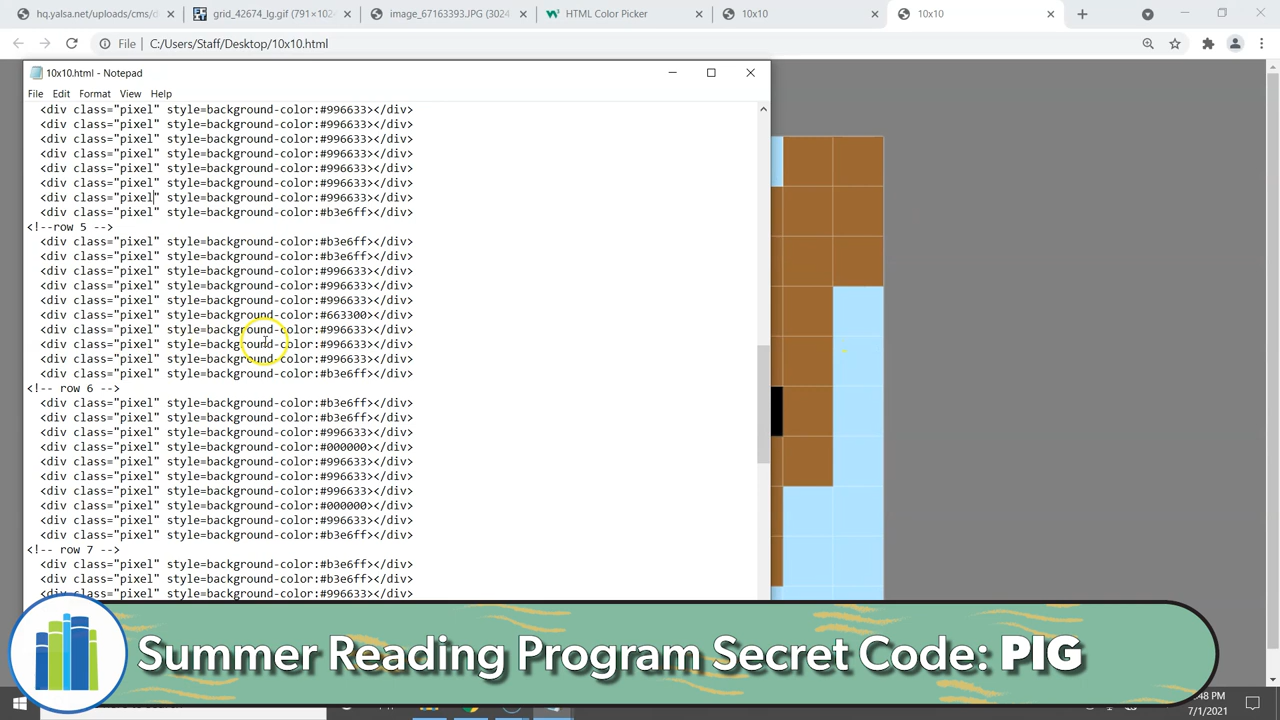 hq.yalsa.net/uploads/cms/d
grid_42674_lg.gif (791×102
image_67163393.JPG (3024
HTML Color Picker
10x10
10x10
File
C:/Users/Staff/Desktop/10x10.html
10x10.html - Notepad
File Edit Format View Help
<div class="pixel" style=background-color:#996633></div>
<div class="pixel" style=background-color:#996633></div>
<div class="pixel" style=background-color:#996633></div>
<div class="pixel" style=background-color:#996633></div>
<div class="pixel" style=background-color:#996633></div>
<div class="pixel" style=background-color:#996633></div>
<div class="pixel" style=background-color:#996633></div>
<div class="pixel" style=background-color:#b3e6ff></div>
<!--row 5 -->
<div class="pixel" style=background-color:#b3e6ff></div>
<div class="pixel" style=background-color:#b3e6ff></div>
<div class="pixel" style=background-color:#996633></div>
<div class="pixel" style=background-color:#996633></div>
<div class="pixel" style=background-color:#996633></div>
<div class="pixel" style=background-color:#663300></div>
<div class="pixel" style=background-color:#996633></div>
<div class="pixel" style=background-color:#996633></div>
<div class="pixel" style=background-color:#996633></div>
<div class="pixel" style=background-color:#b3e6ff></div>
<!-- row 6 -->
<div class="pixel" style=background-color:#b3e6ff></div>
<div class="pixel" style=background-color:#b3e6ff></div>
<div class="pixel" style=background-color:#996633></div>
<div class="pixel" style=background-color:#000000></div>
<div class="pixel" style=background-color:#996633></div>
<div class="pixel" style=background-color:#996633></div>
<div class="pixel" style=background-color:#996633></div>
<div class="pixel" style=background-color:#000000></div>
<div class="pixel" style=background-color:#996633></div>
<div class="pixel" style=background-color:#b3e6ff></div>
<!-- row 7 -->
<div class="pixel" style=background-color:#b3e6ff></div>
<div class="pixel" style=background-color:#b3e6ff></div>
<div class="pixel" style=background-color:#996633></div>
Summer Reading Program Secret Code: PIG
:48 PM
7/1/2021